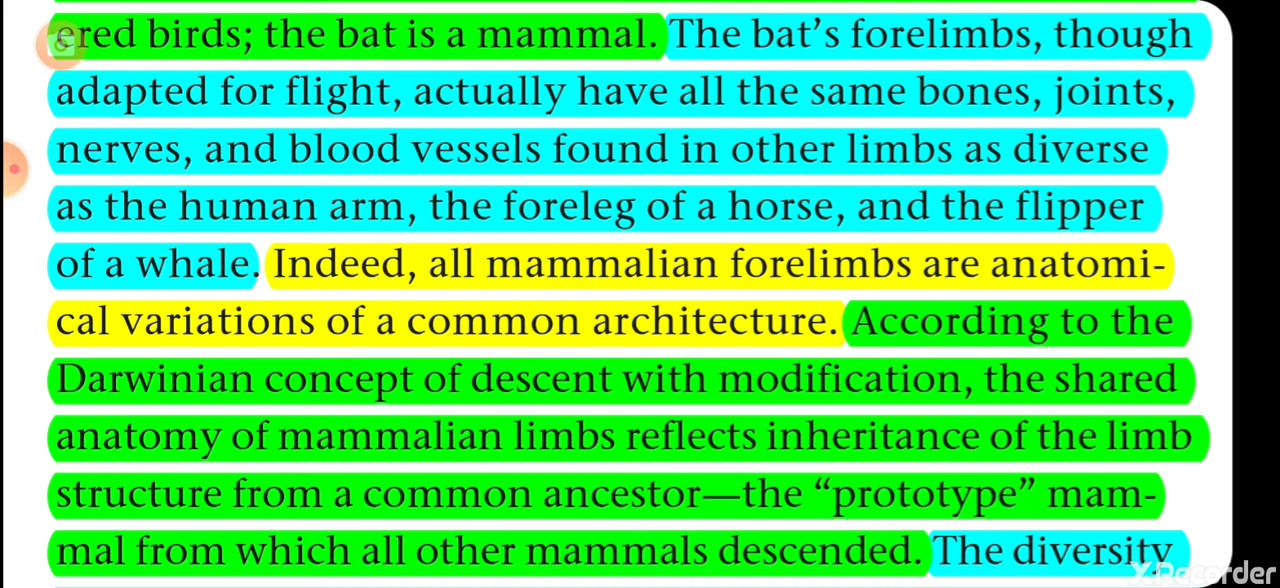 ered birds; the bat is a mammal. The bat’s forelimbs, though
adapted for flight, actually have all the same bones, joints,
nerves, and blood vessels found in other limbs as diverse
as the human arm, the foreleg of a horse, and the flipper
of a whale. Indeed, all mammalian forelimbs are anatomi-
cal variations of a common architecture. According to the
Darwinian concept of descent with modification, the shared
anatomy of mammalian limbs reflects inheritance of the limb
structure from a common ancestor—the “prototype” mam-
mal from which all other mammals descended. The diversity
XRecorder